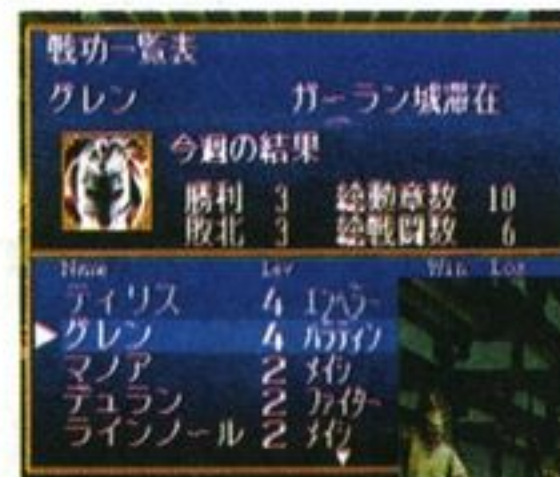 戦功一覧表
グレン ガーラン城滞在
今週の結果
勝利 3 総勲章数 10
敗北 3 総戦闘数 6
Name Lev Win Los
ティリス 4 エンペラー
グレン 4 パラディン
マノア 2 メイジ
デュラン 2 ファイター
ラインノール 2 メイジ